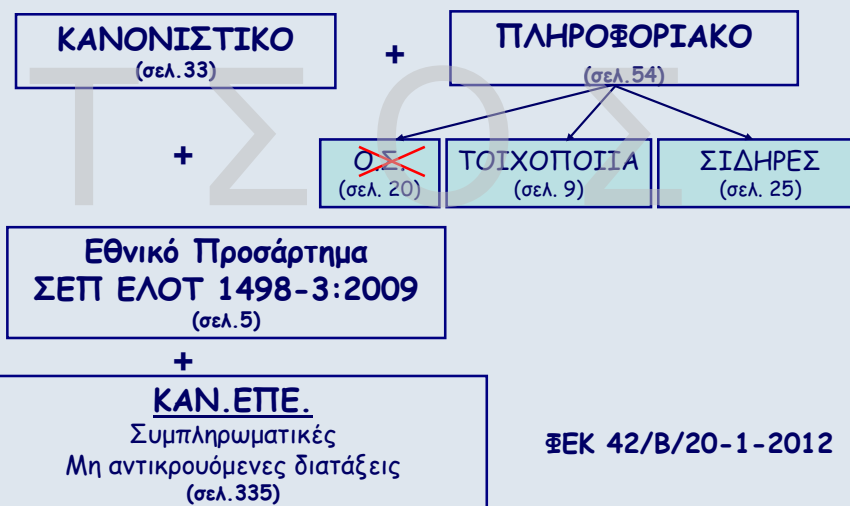 ΚΑΝΟΝΙΣΤΙΚΟ
(σελ.33)
+
ΠΛΗΡΟΦΟΡΙΑΚΟ
(σελ.54)
+
Ο.Σ.
(σελ. 20)
ΤΟΙΧΟΠΟΙΙΑ
(σελ. 9)
ΣΙΔΗΡΕΣ
(σελ. 25)
ΤΣΟΣ
Εθνικό Προσάρτημα
ΣΕΠ ΕΛΟΤ 1498-3:2009
(σελ.5)
+
ΚΑΝ.ΕΠΕ.
Συμπληρωματικές
Μη αντικρουόμενες διατάξεις
(σελ.335)
ΦΕΚ 42/Β/20-1-2012